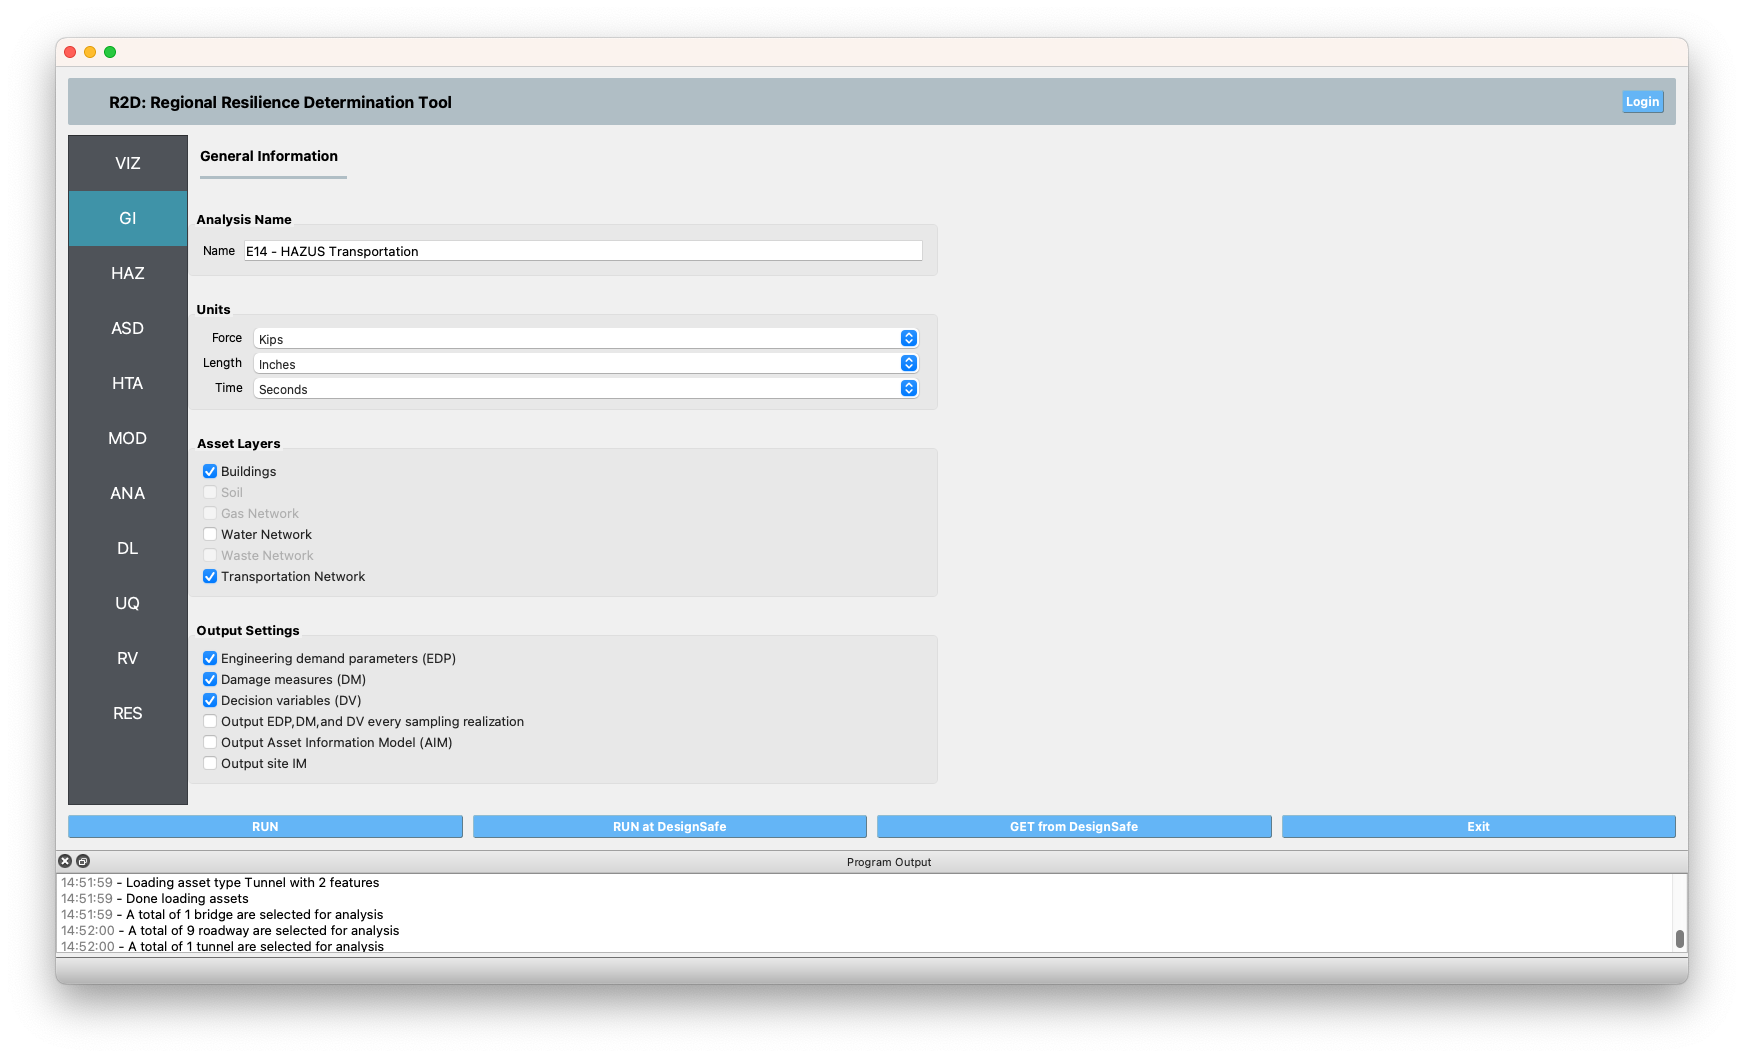 R2D: Regional Resilience Determination Tool
Login
VIZ
GI
HAZ
ASD
HTA
MOD
ANA
DL
UQ
RV
RES
General Information
Analysis Name
Name E14 - HAZUS Transportation
Units
Force Kips
Length Inches
Time Seconds
Asset Layers
Buildings
Soil
Gas Network
Water Network
Waste Network
Transportation Network
Output Settings
Engineering demand parameters (EDP)
Damage measures (DM)
Decision variables (DV)
Output EDP,DM,and DV every sampling realization
Output Asset Information Model (AIM)
Output site IM
RUN RUN at DesignSafe GET from DesignSafe Exit
Program Output
14:51:59 - Loading asset type Tunnel with 2 features
14:51:59 - Done loading assets
14:51:59 - A total of 1 bridge are selected for analysis
14:52:00 - A total of 9 roadway are selected for analysis
14:52:00 - A total of 1 tunnel are selected for analysis